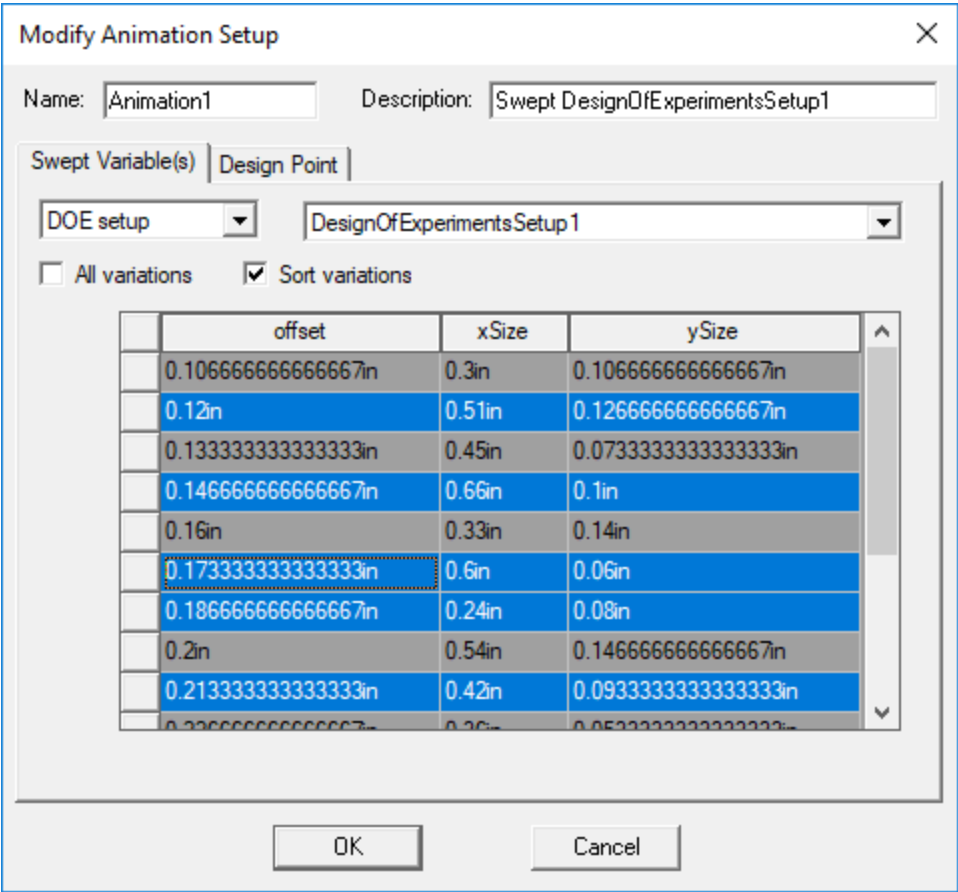 Modify Animation Setup
Name: Animation1 Description: Swept DesignOfExperimentsSetup1
Swept Variable(s) Design Point
DOE setup DesignOfExperimentsSetup1
All variations Sort variations
offset xSize ySize
0.106666666666667in 0.3in 0.106666666666667in
0.12in 0.51in 0.126666666666667in
0.133333333333333in 0.45in 0.0733333333333333in
0.146666666666667in 0.66in 0.1in
0.16in 0.33in 0.14in
0.173333333333333in 0.6in 0.06in
0.186666666666667in 0.24in 0.08in
0.2in 0.54in 0.146666666666667in
0.213333333333333in 0.42in 0.0933333333333333in
OK Cancel